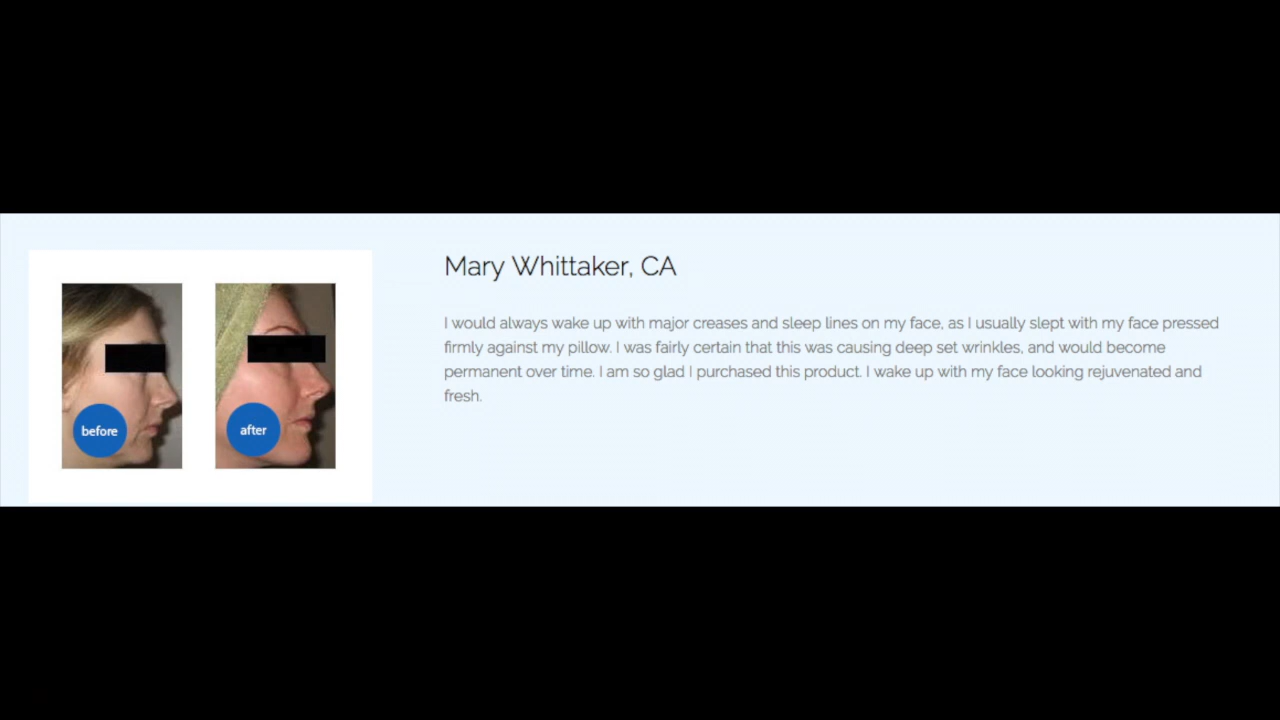 Mary Whittaker, CA
I would always wake up with major creases and sleep lines on my face, as I usually slept with my face pressed
firmly against my pillow. I was fairly certain that this was causing deep set wrinkles, and would become
permanent over time. I am so glad I purchased this product. I wake up with my face looking rejuvenated and
fresh.
before
after